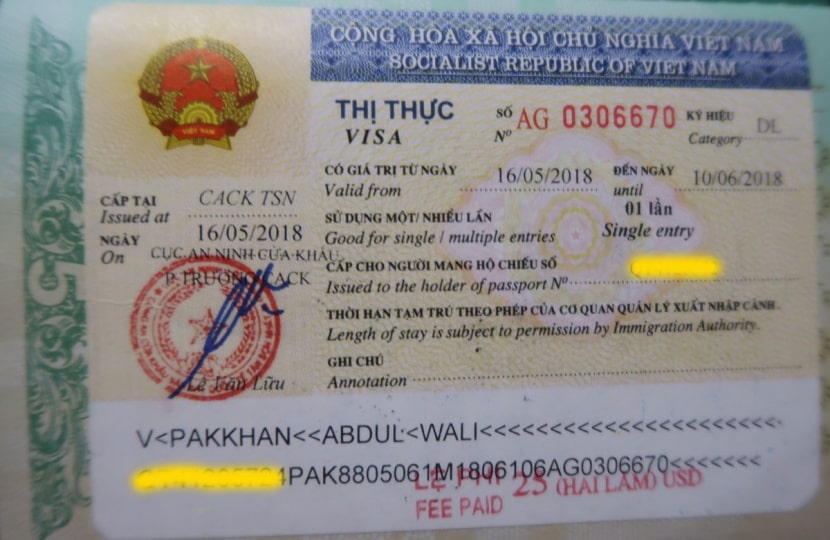 CỘNG HÒA XÃ HỘI CHỦ NGHĨA VIỆT NAM
SOCIALIST REPUBLIC OF VIET NAM
VIỆT NAM
THỊ THỰC
VISA
SỐ AG 0306670 KÝ HIỆU DL
Nº Category
CÓ GIÁ TRỊ TỪ NGÀY 16/05/2018 ĐẾN NGÀY 10/06/2018
Valid from until
CẤP TẠI CACK TSN
Issued at
SỬ DỤNG MỘT/ NHIỀU LẦN 01 lần
Good for single / multiple entries Single entry
NGÀY 16/05/2018
On
CỤC AN NINH CỬA KHẨU
P.TRƯỞNG CACK
CẤP CHO NGƯỜI MANG HỘ CHIẾU SỐ
Issued to the holder of passport Nº
THỜI HẠN TẠM TRÚ THEO PHÉP CỦA CƠ QUAN QUẢN LÝ XUẤT NHẬP CẢNH.
Length of stay is subject to permission by Immigration Authority.
GHI CHÚ
Annotation
Lê Văn Lữu
V<PAKKHAN<<ABDUL<WALI<<<<<<<<<<<<<<<<<<<<<<
PAK8805061M1806106AG0306670<<<<<<<
LỆ PHÍ 25 (HAI LĂM) USD
FEE PAID